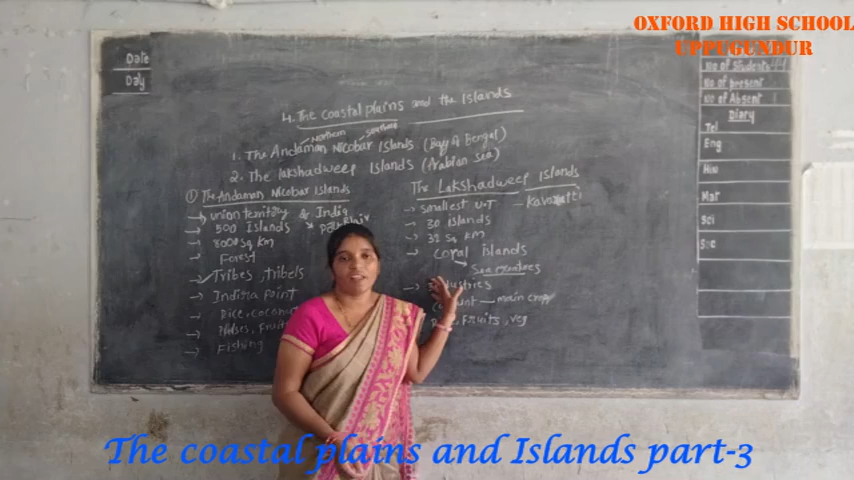 OXFORD HIGH SCHOOL
UPPUGUNDUR
Date
Day
4. The coastal plains and the Islands
Northern Southern
1. The Andaman Nicobar Islands (Bay of Bengal)
2. The Lakshadweep Islands (Arabian sea)
① The Andaman Nicobar Islands
→ union territory & India
→ 500 Islands
→ 8000 sq km
→ Forest
→ Tribes, tribels
→ Indira point
→ Rice, coconut
→ Pulses, Fruits
→ Fishing
The Lakshadweep Islands
→ smallest U.T - Kavaratti
→ 30 islands
→ 32 sq km
→ coral islands
→
→
main crop
Fruits, veg
No of students
No of present
No of Absent
Diary
Tel
Eng
Hin
Mat
Sci
Soc
The coastal plains and Islands part-3